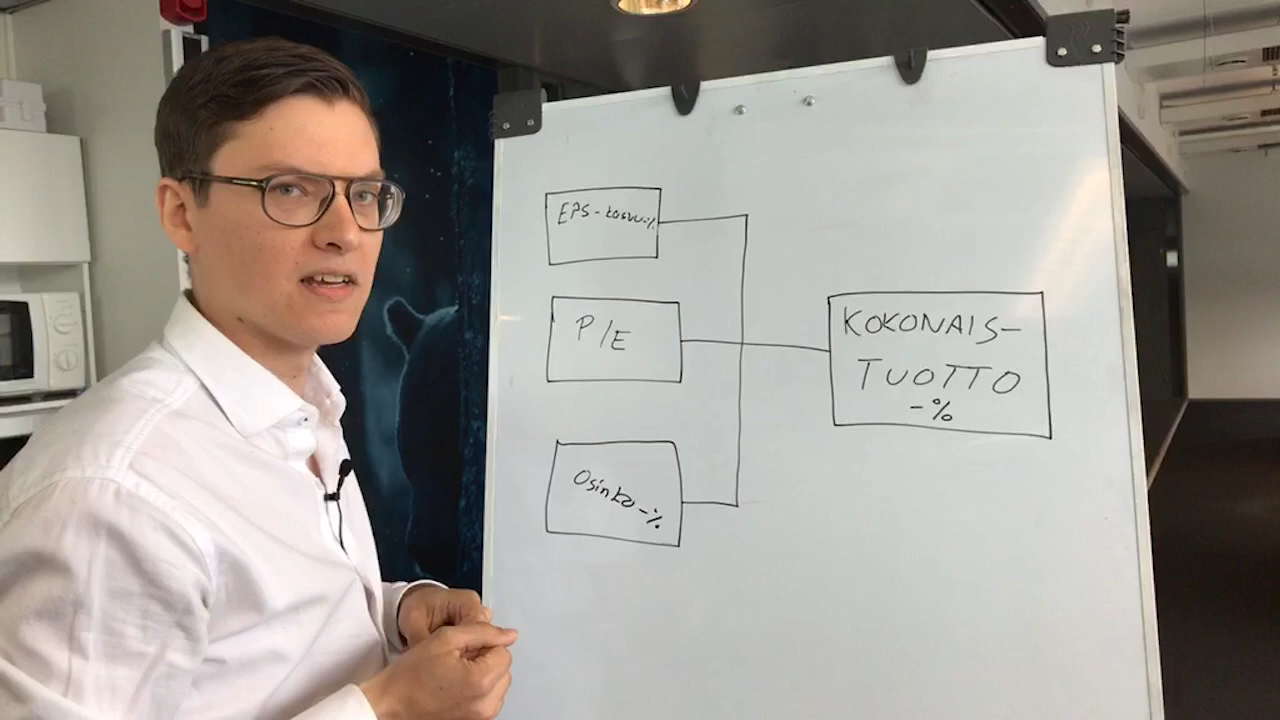 EPS-kasvu-%
P/E
Osinko-%
KOKONAIS-
TUOTTO
-%